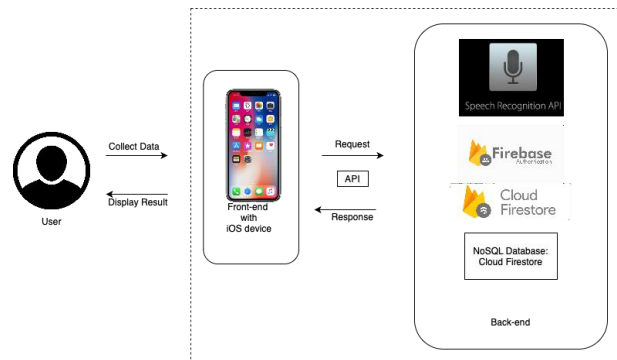 Speech Recognition API
Collect Data
Request
Firebase
Authentication
API
Cloud
Firestore
User
Display Result
Front-end
with
iOS device
Response
NoSQL Database:
Cloud Firestore
Back-end